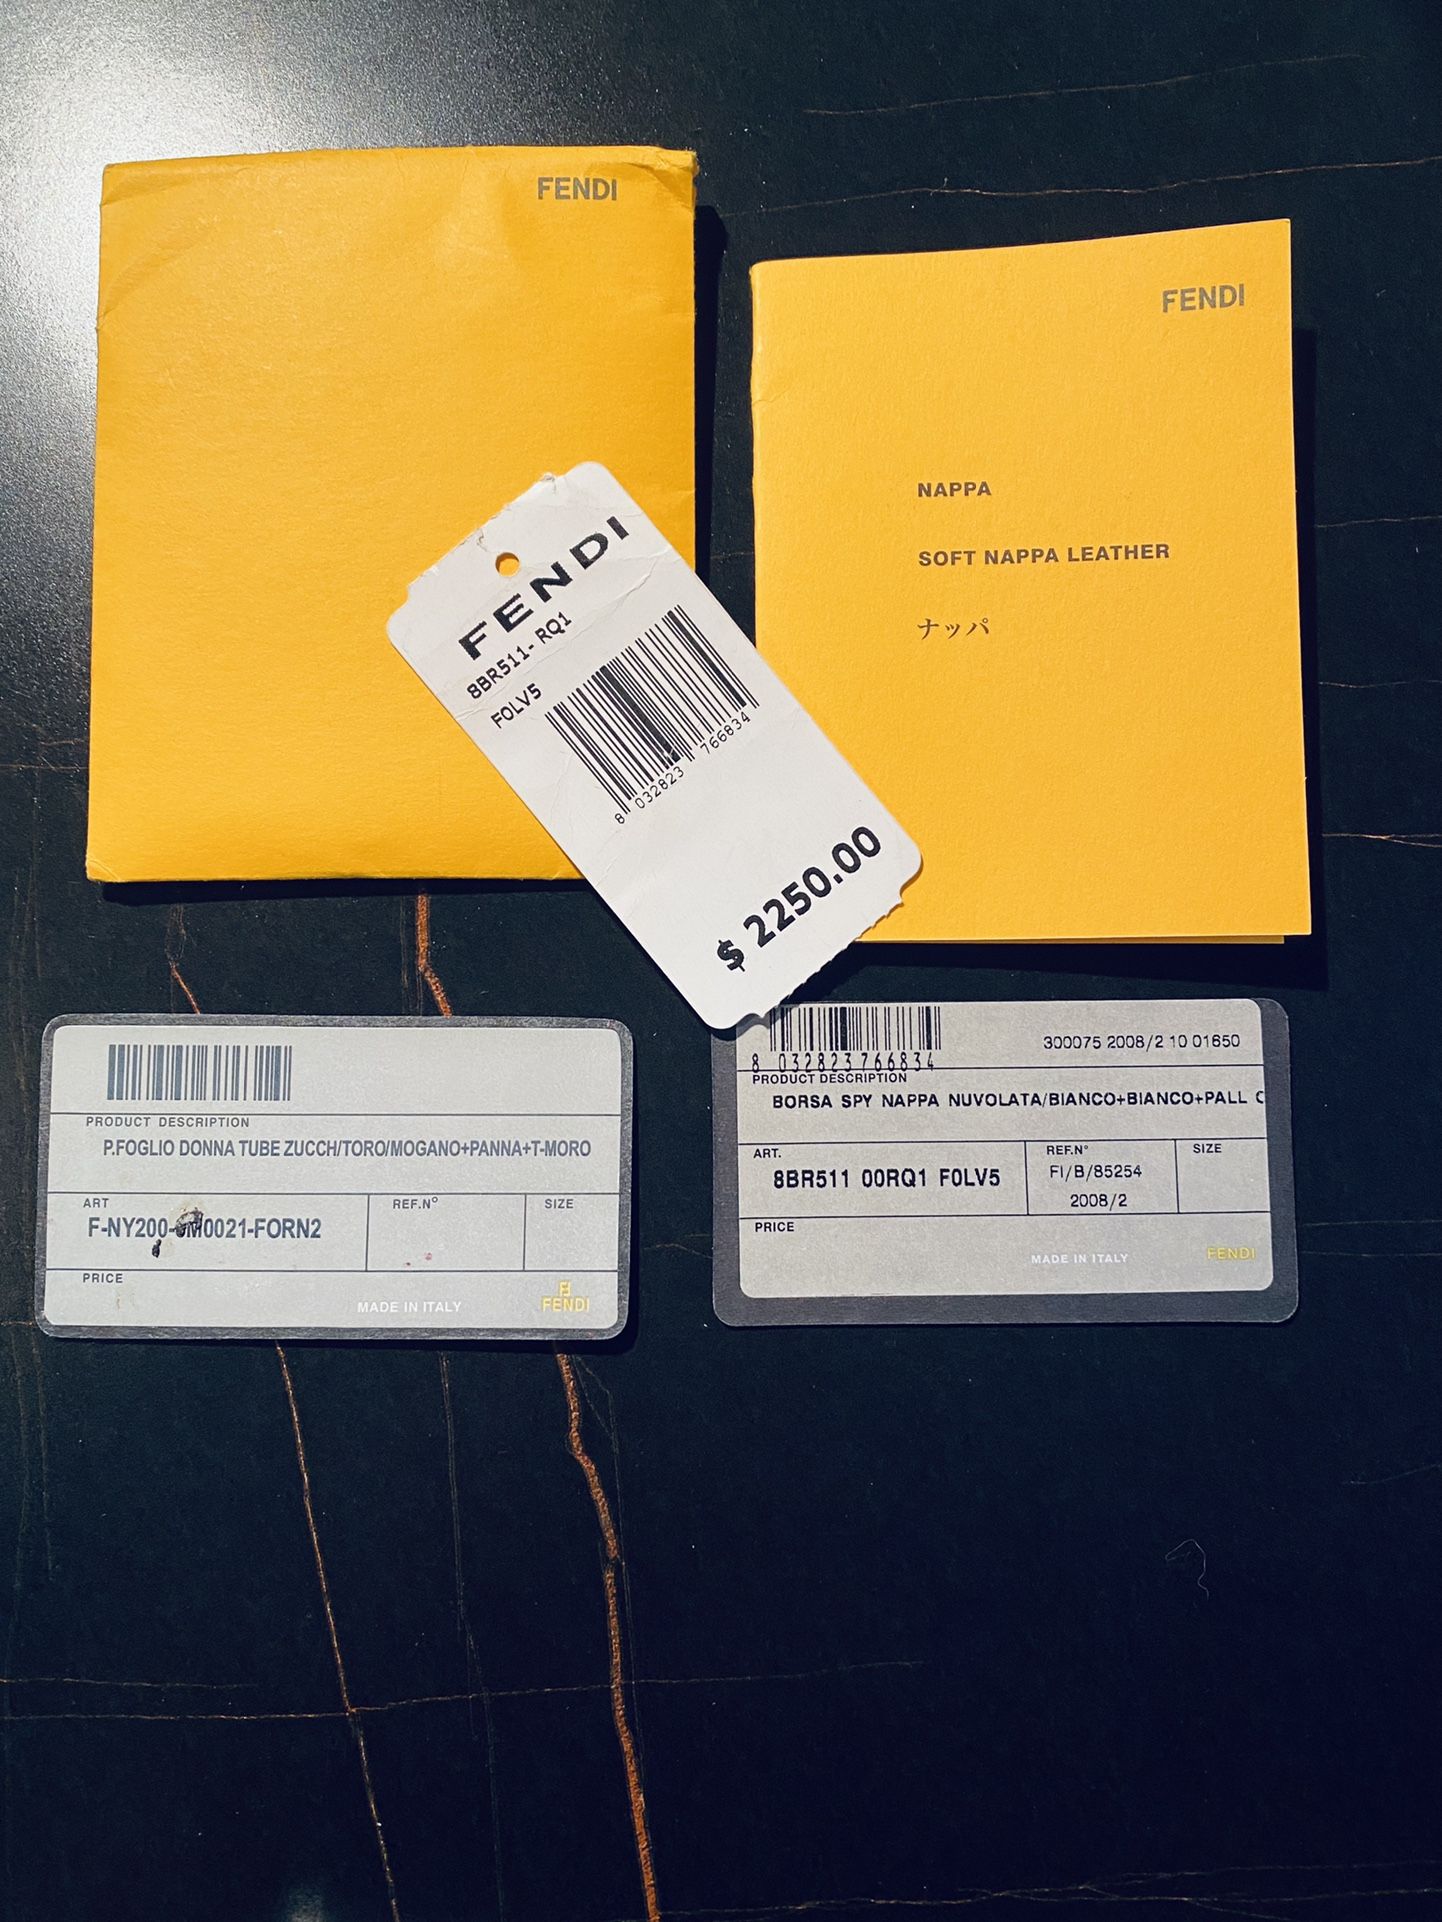 FENDI
FENDI
NAPPA
SOFT NAPPA LEATHER
ナッパ
FENDI
8BR511- RQ1
F0LV5
8 032823 766834
$ 2250.00
PRODUCT DESCRIPTION
P.FOGLIO DONNA TUBE ZUCCH/TORO/MOGANO+PANNA+T-MORO
ART
REF.N°
SIZE
F-NY200- M0021-FORN2
PRICE
MADE IN ITALY
FENDI
300075 2008/2 10 01650
8 032823 766834
PRODUCT DESCRIPTION
BORSA SPY NAPPA NUVOLATA/BIANCO+BIANCO+PALL C
ART.
REF.N°
SIZE
8BR511 00RQ1 F0LV5
FI/B/85254
2008/2
PRICE
MADE IN ITALY
FENDI